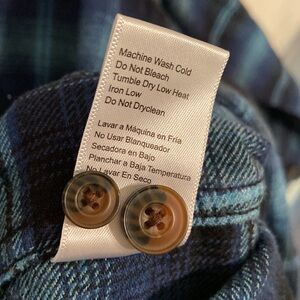 Machine Wash Cold
Do Not Bleach
Tumble Dry Low Heat
Iron Low
Do Not Dryclean
Lavar a Máquina en Fría
No Usar Blanqueador
Secadora en Bajo
Planchar a Baja Temperatura
No Lavar En Seco